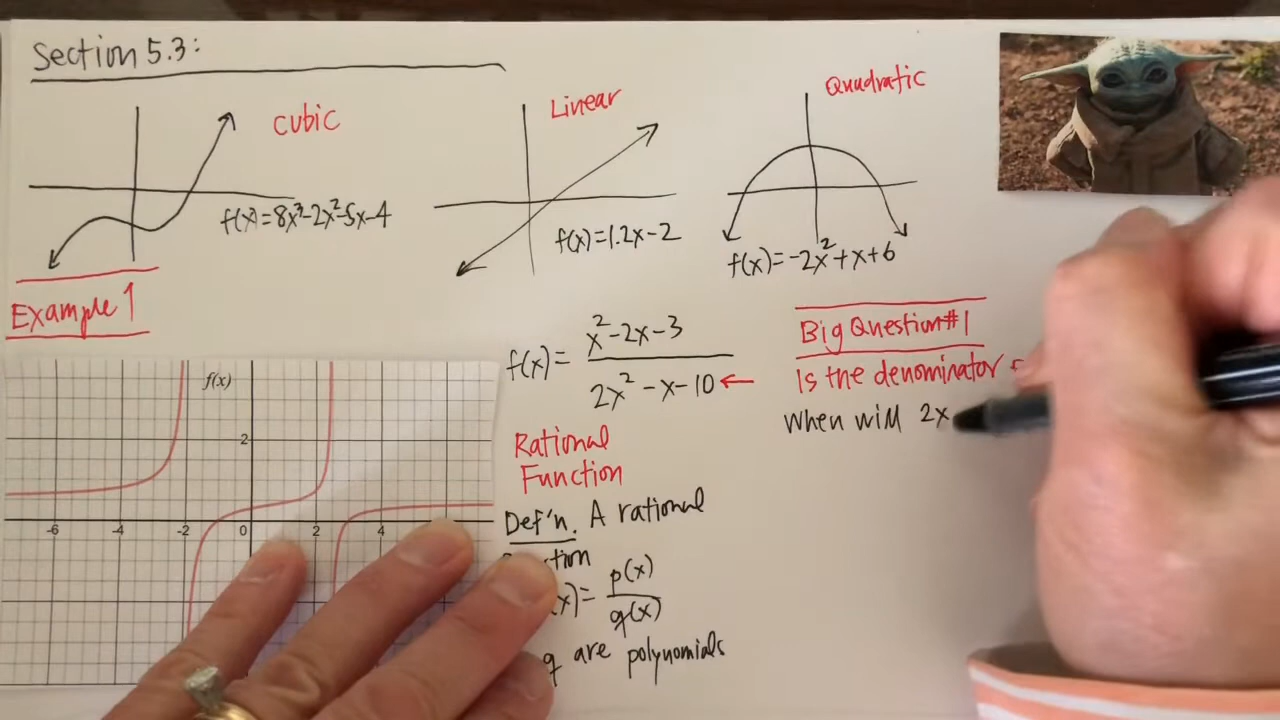 Section 5.3:
cubic
f(x)=8x³-2x²-5x-4
Linear
f(x)=1.2x-2
Quadratic
f(x)=-2x²+x+6
Example 1
f(x)
2
-6 -4 -2 0 2 4
f(x)= x²-2x-3
2x²-x-10 ←
Rational
Function
Def'n. A rational
p(x)
q(x)
q are polynomials
Big Question #1
Is the denominator
When will 2x